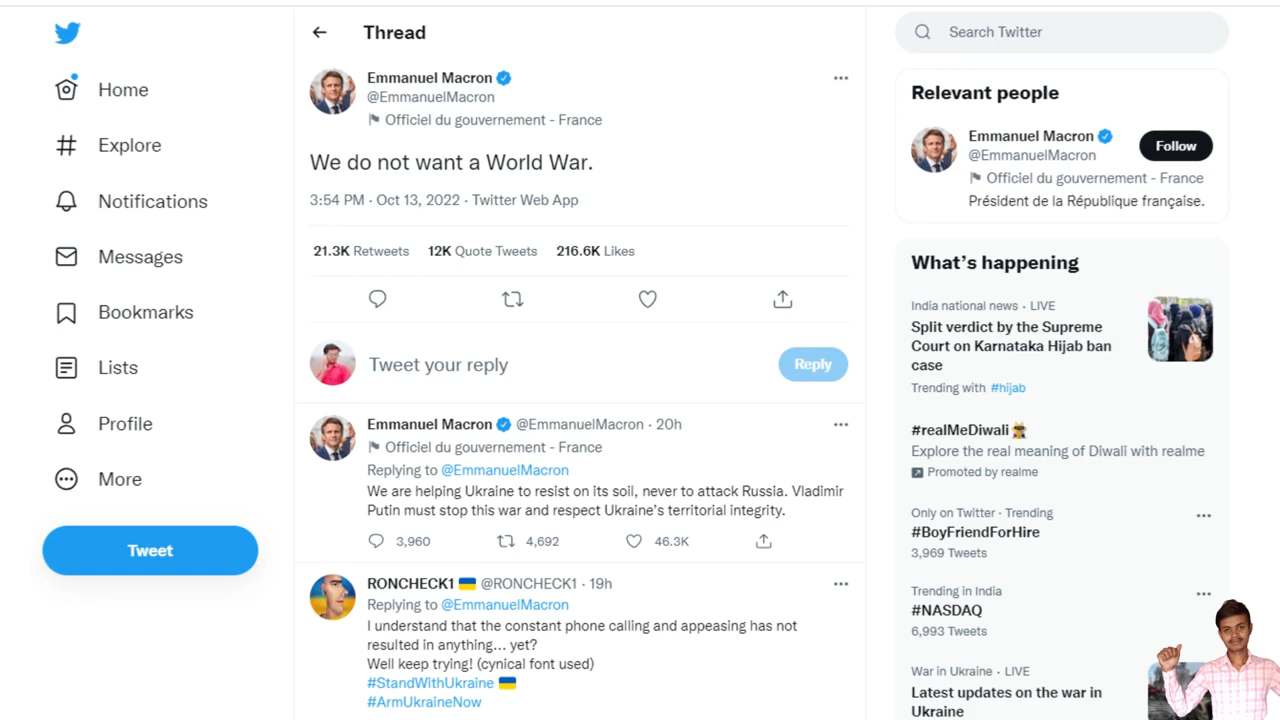 Home
Explore
Notifications
Messages
Bookmarks
Lists
Profile
More
Tweet
Thread
Emmanuel Macron
@EmmanuelMacron
Officiel du gouvernement - France
We do not want a World War.
3:54 PM · Oct 13, 2022 · Twitter Web App
21.3K Retweets 12K Quote Tweets 216.6K Likes
Tweet your reply
Reply
Emmanuel Macron @EmmanuelMacron · 20h
Officiel du gouvernement - France
Replying to @EmmanuelMacron
We are helping Ukraine to resist on its soil, never to attack Russia. Vladimir
Putin must stop this war and respect Ukraine's territorial integrity.
3,960 4,692 46.3K
RONCHECK1 🇺🇦 @RONCHECK1 · 19h
Replying to @EmmanuelMacron
I understand that the constant phone calling and appeasing has not
resulted in anything... yet?
Well keep trying! (cynical font used)
#StandWithUkraine 🇺🇦
#ArmUkraineNow
Search Twitter
Relevant people
Emmanuel Macron
@EmmanuelMacron
Follow
Officiel du gouvernement - France
Président de la République française.
What's happening
India national news · LIVE
Split verdict by the Supreme
Court on Karnataka Hijab ban
case
Trending with #hijab
#realMeDiwali
Explore the real meaning of Diwali with realme
Promoted by realme
Only on Twitter · Trending
#BoyFriendForHire
3,969 Tweets
Trending in India
#NASDAQ
6,993 Tweets
War in Ukraine · LIVE
Latest updates on the war in
Ukraine